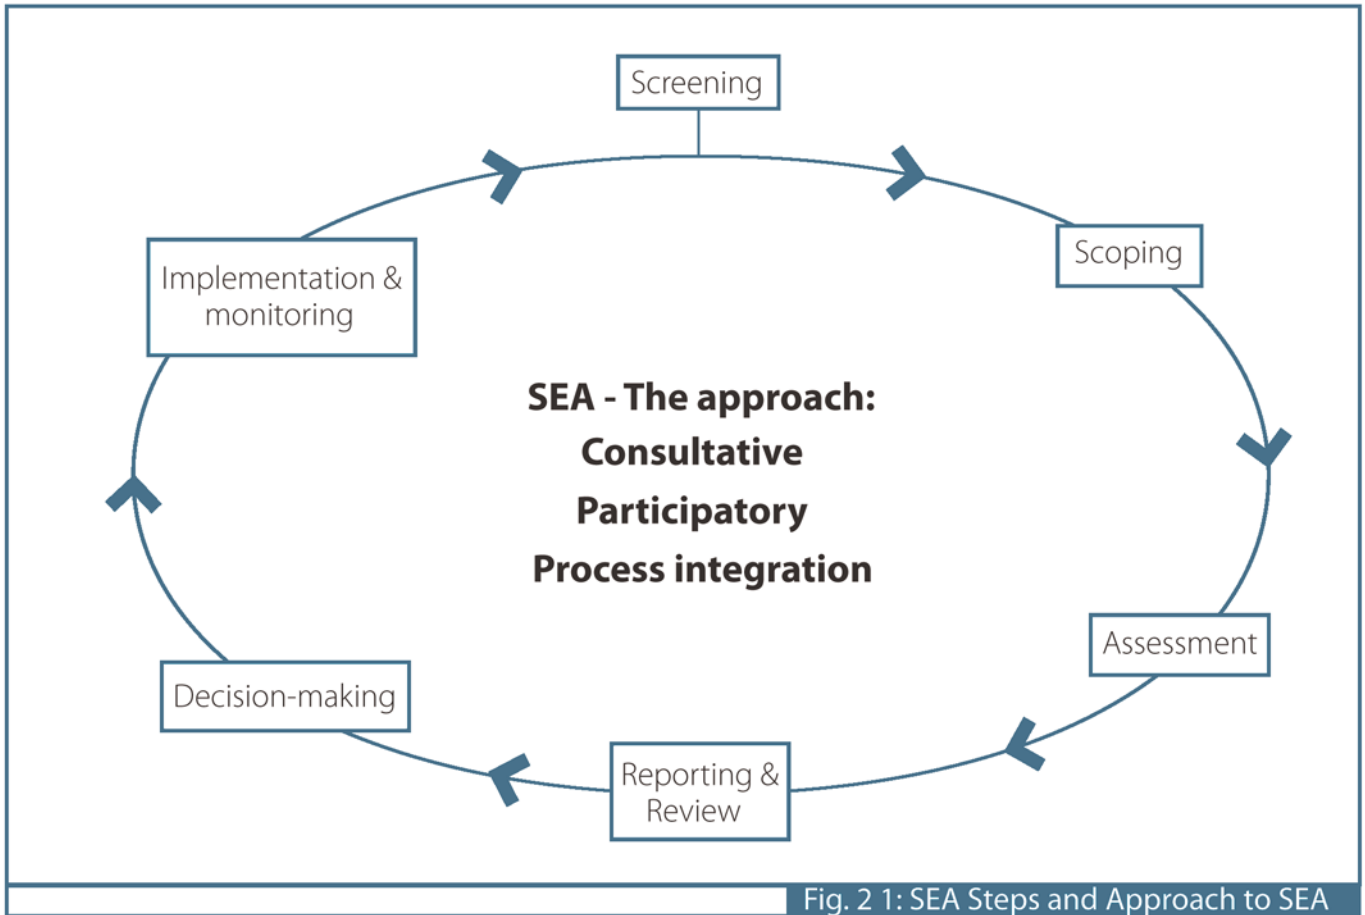 Screening
Scoping
Implementation &
monitoring
SEA - The approach:
Consultative
Participatory
Process integration
Assessment
Decision-making
Reporting &
Review
Fig. 2 1: SEA Steps and Approach to SEA